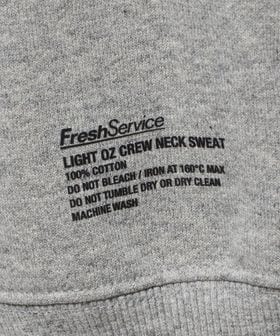 FreshService
LIGHT OZ CREW NECK SWEAT
100% COTTON
DO NOT BLEACH / IRON AT 160°C MAX
DO NOT TUMBLE DRY OR DRY CLEAN
MACHINE WASH